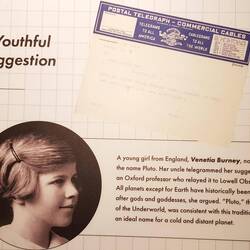 Youthful
ggestion
POSTAL TELEGRAPH - COMMERCIAL CABLES
TELEGRAMS
TO ALL
AMERICA
CABLEGRAMS
TO ALL
THE WORLD
A young girl from England, Venetia Burney, no
the name Pluto. Her uncle telegrammed her sugge
an Oxford professor who relayed it to Lowell Obs
All planets except for Earth have historically been
after gods and goddesses, she argued. "Pluto," th
of the Underworld, was consistent with this traditi
an ideal name for a cold and distant planet.